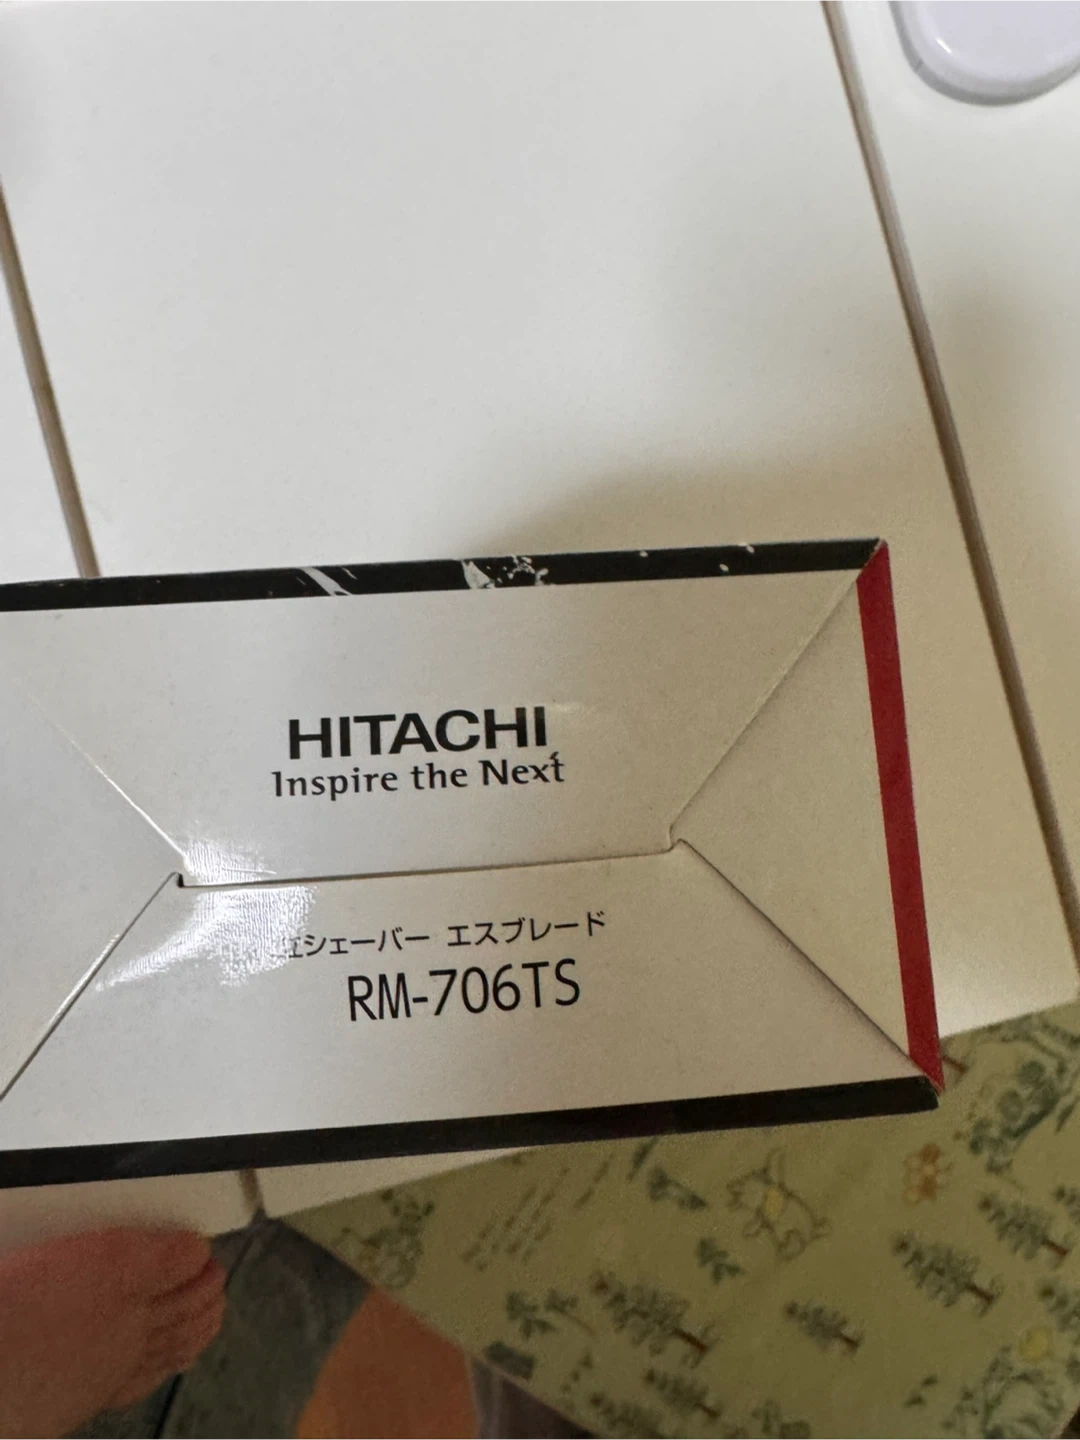 HITACHI
Inspire the Next
シェーバー エスブレード
RM-706TS